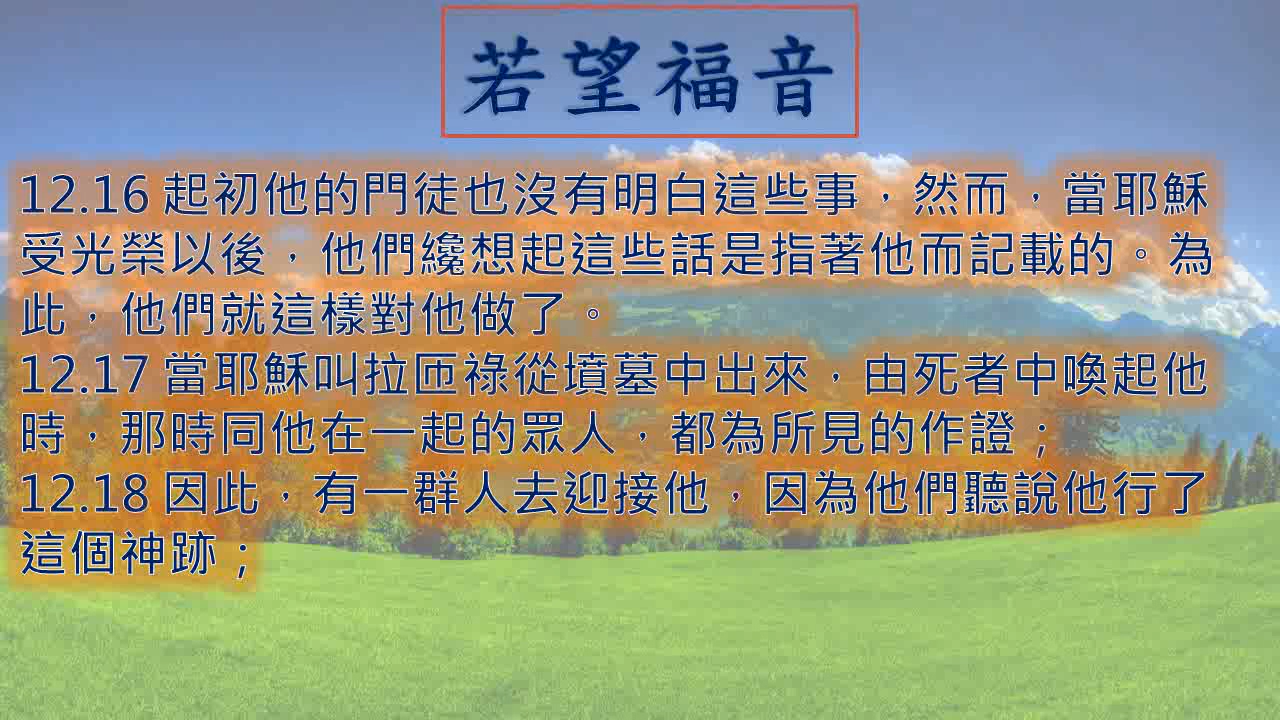 若望福音
12.16 起初他的門徒也沒有明白這些事，然而，當耶穌
受光榮以後，他們纔想起這些話是指著他而記載的。為
此，他們就這樣對他做了。
12.17 當耶穌叫拉匝祿從墳墓中出來，由死者中喚起他
時，那時同他在一起的眾人，都為所見的作證；
12.18 因此，有一群人去迎接他，因為他們聽說他行了
這個神跡；